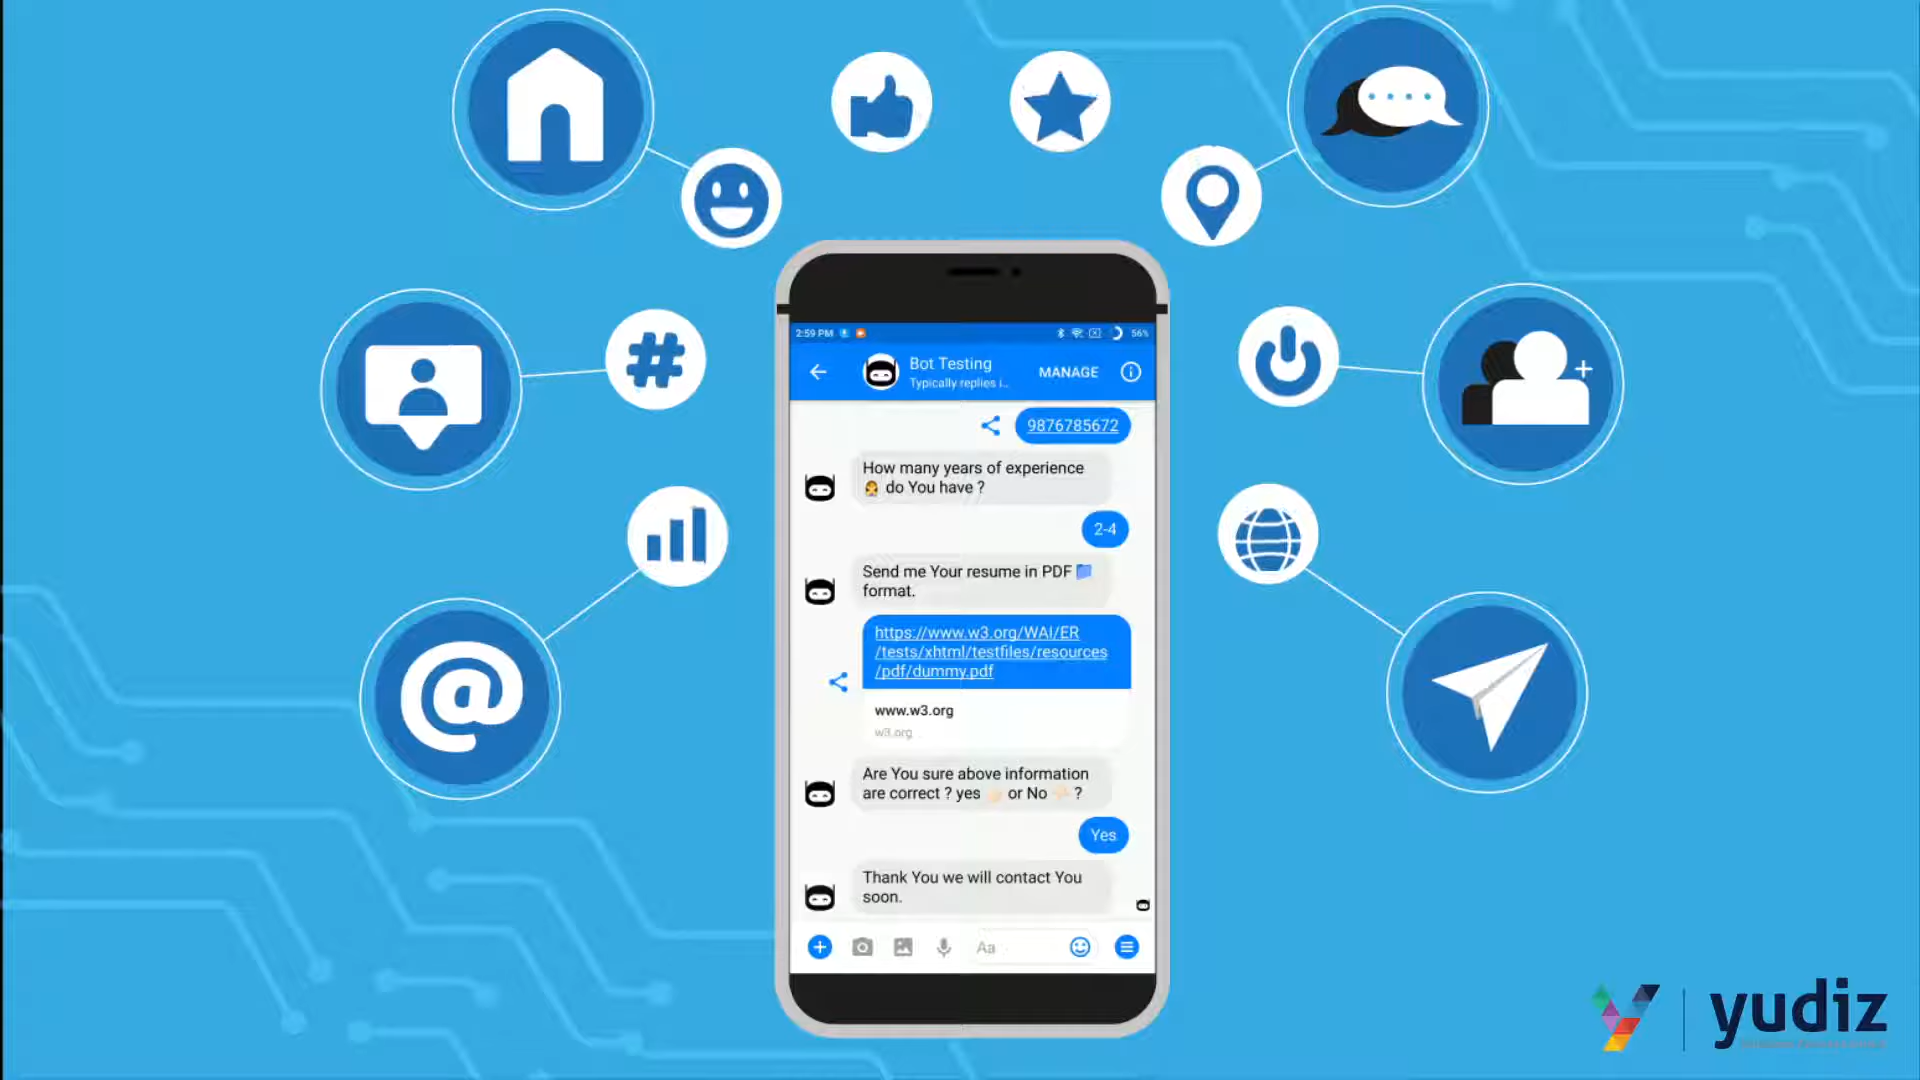 2:59 PM
56%
Bot Testing
Typically replies i...
MANAGE
9876785672
How many years of experience
do You have ?
2-4
Send me Your resume in PDF
format.
https://www.w3.org/WAI/ER
/tests/xhtml/testfiles/resources
/pdf/dummy.pdf
www.w3.org
w3.org
Are You sure above information
are correct ? yes or No ?
Yes
Thank You we will contact You
soon.
Aa
yudiz